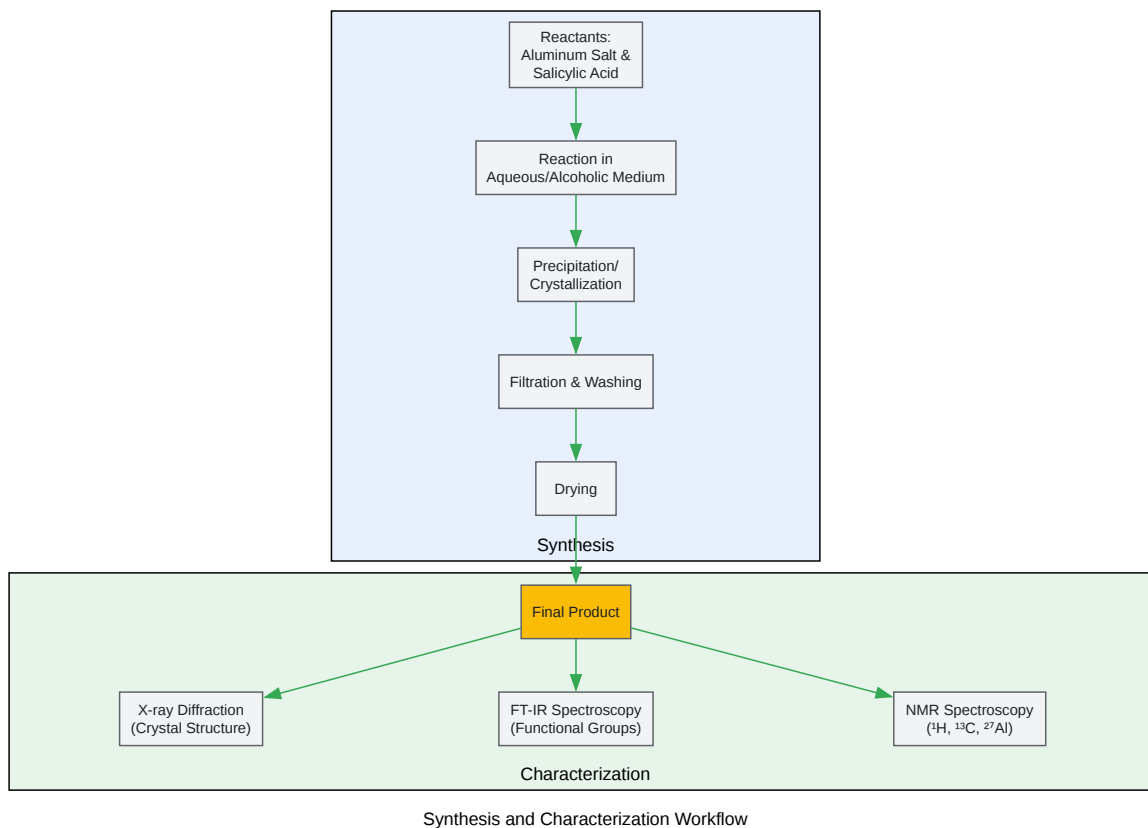 Reactants:
Aluminum Salt &
Salicylic Acid
Reaction in
Aqueous/Alcoholic Medium
Precipitation/
Crystallization
Filtration & Washing
Drying
Synthesis
Final Product
X-ray Diffraction
(Crystal Structure)
FT-IR Spectroscopy
(Functional Groups)
NMR Spectroscopy
(¹H, ¹³C, ²⁷Al)
Characterization
Synthesis and Characterization Workflow